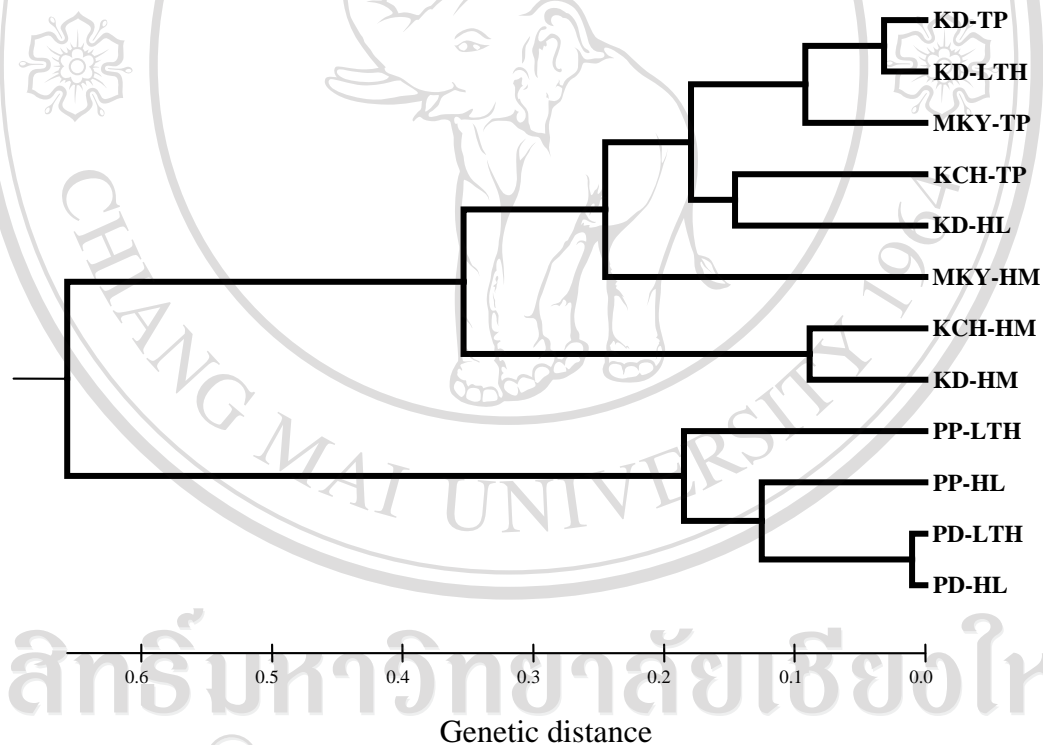 KD-TP
KD-LTH
MKY-TP
KCH-TP
KD-HL
MKY-HM
KCH-HM
KD-HM
PP-LTH
PP-HL
PD-LTH
PD-HL
CHIANG MAI UNIVERSITY 1964
0.6 0.5 0.4 0.3 0.2 0.1 0.0
ลิขสิทธิ์มหาวิทยาลัยเชียงให
Genetic distance